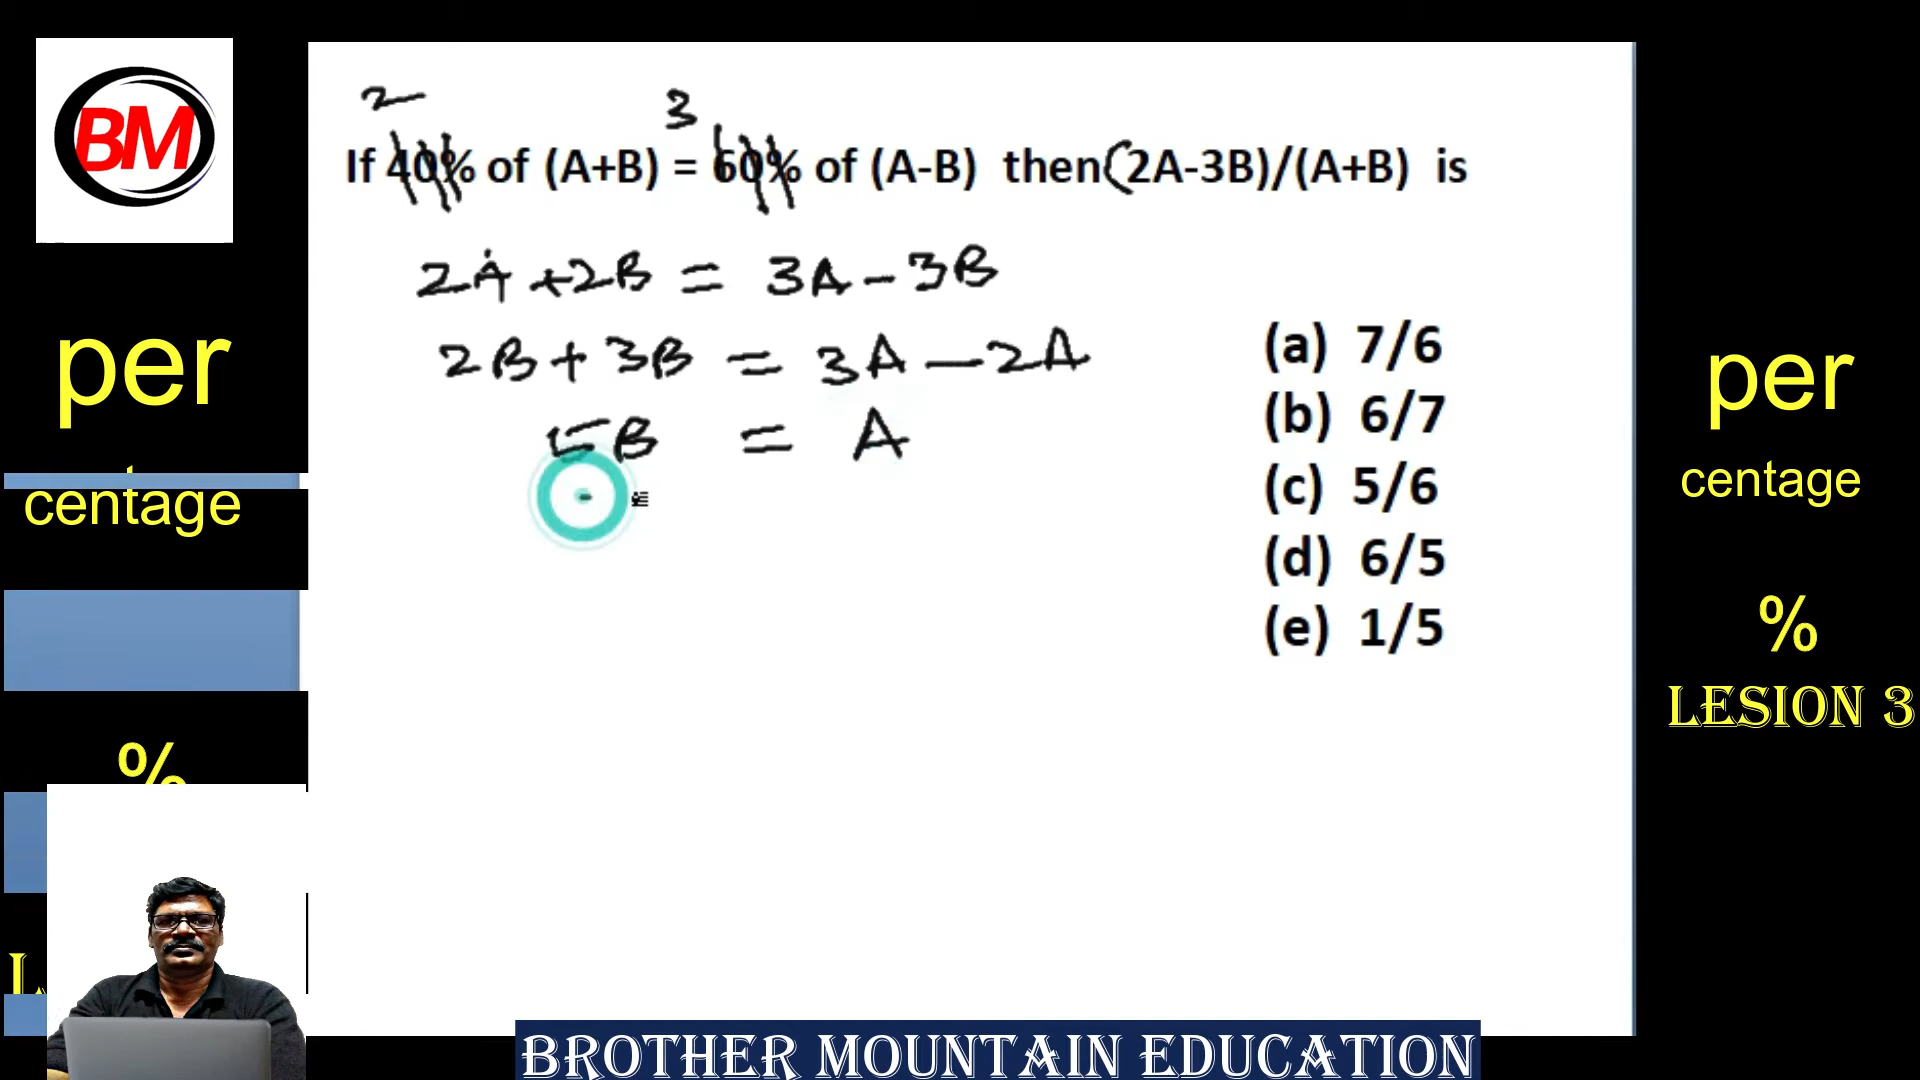 BM
per
centage
%
L
2
3
If 40% of (A+B) = 60% of (A-B) then (2A-3B)/(A+B) is
2A+2B = 3A-3B
2B+3B = 3A-2A
5B = A
(a) 7/6
(b) 6/7
(c) 5/6
(d) 6/5
(e) 1/5
per
centage
%
LESION 3
BROTHER MOUNTAIN EDUCATION